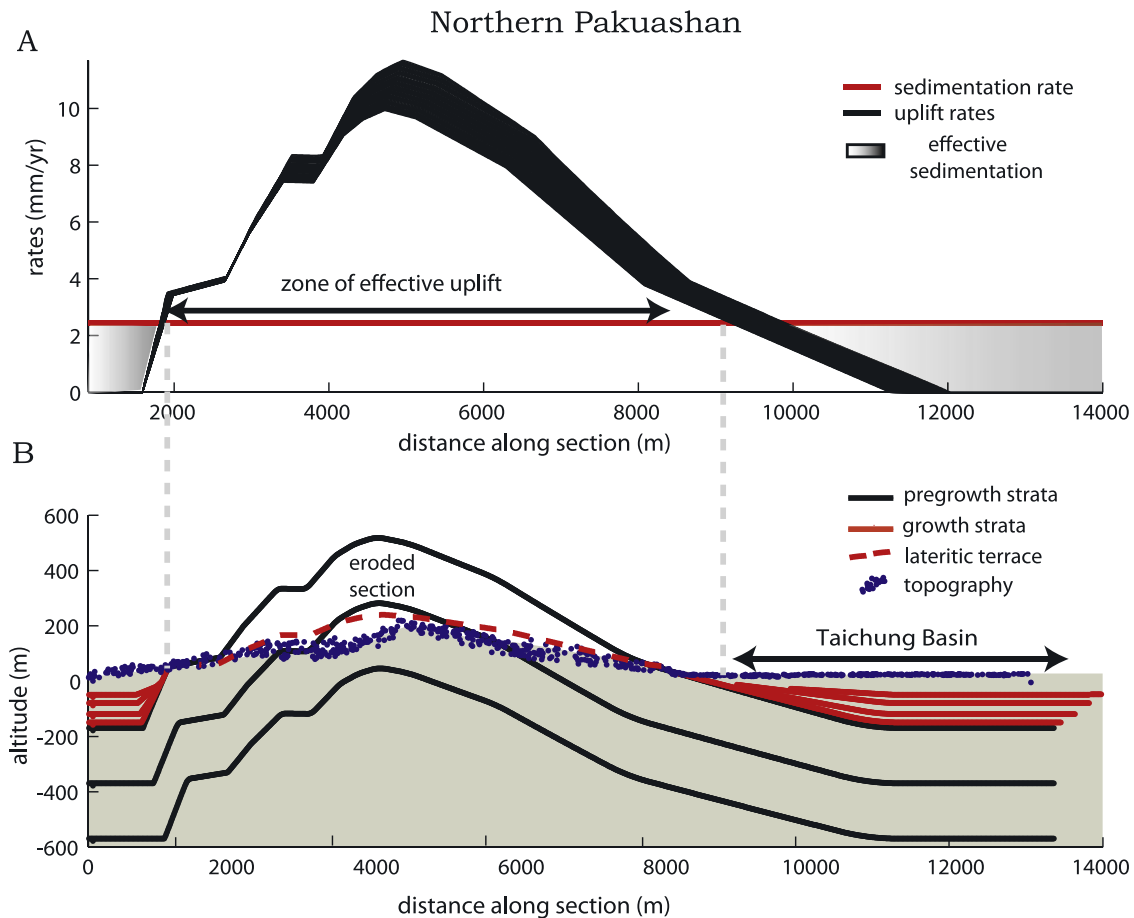 Northern Pakuashan
A
sedimentation rate
uplift rates
effective
sedimentation
rates (mm/yr)
10
8
6
4
2
0
zone of effective uplift
2000
4000
6000
8000
10000
12000
14000
distance along section (m)
B
pregrowth strata
growth strata
lateritic terrace
topography
altitude (m)
600
400
200
0
-200
-400
-600
eroded
section
Taichung Basin
0
2000
4000
6000
8000
10000
12000
14000
distance along section (m)